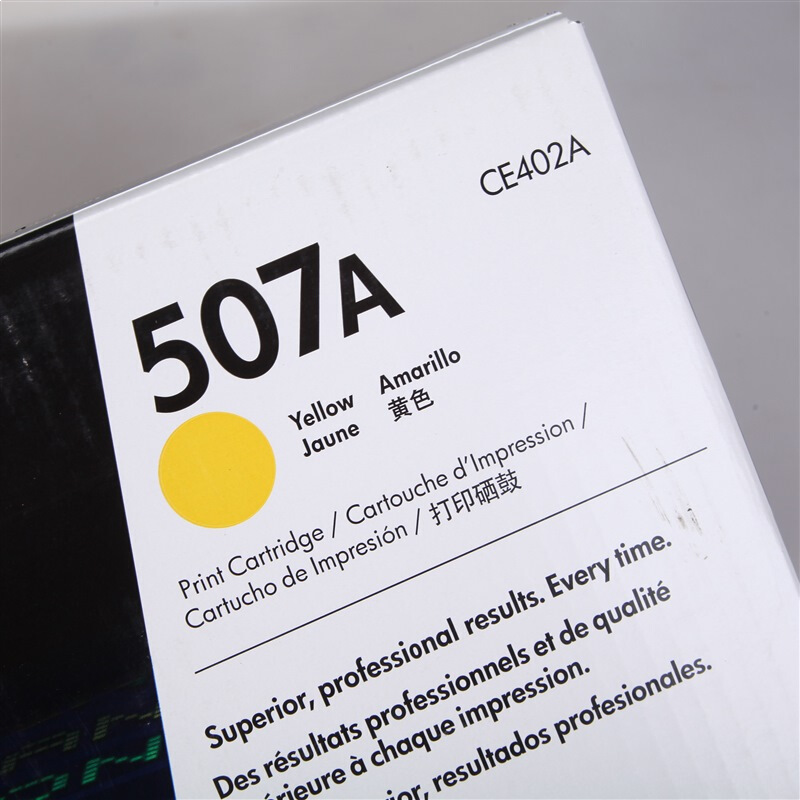 CE402A
507A
Yellow Amarillo
Jaune 黄色
Print Cartridge / Cartouche d'Impression /
Cartucho de Impresión / 打印硒鼓
Superior, professional results. Every time.
Des résultats professionnels et de qualité
à chaque impression.
resultados profesionales.